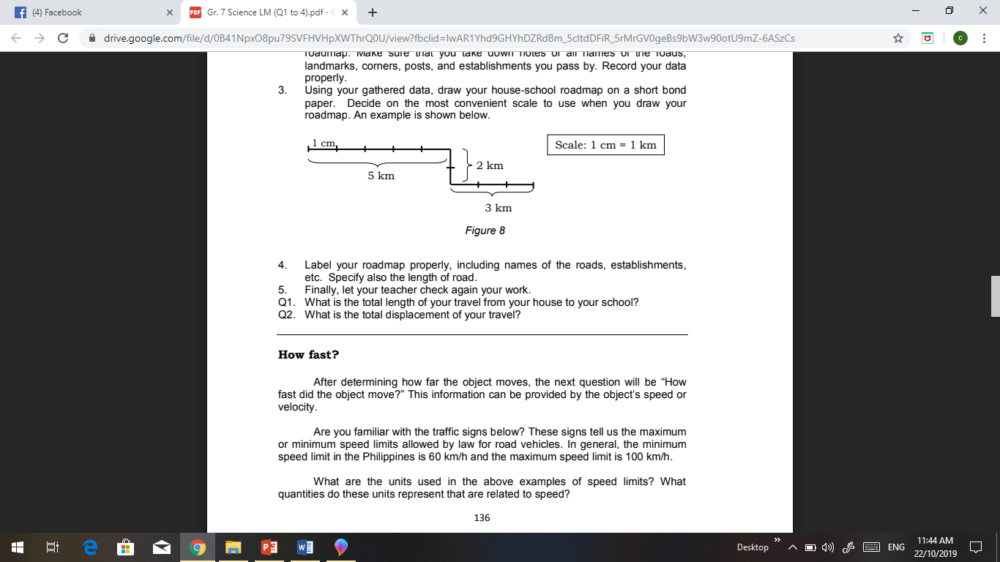 (4) Facebook
Gr. 7 Science LM (Q1 to 4).pdf - G
drive.google.com/file/d/0B41NpxO8pu79SVFHVHpXWThrQ0U/view?fbclid=IwAR1Yhd9GHYhDZRdBm_5cItdDFiR_5rMrGV0geBs9bW3w90otU9mZ-6ASzCs
C
roadmap. Make sure that you take down notes of all names of the roads,
landmarks, corners, posts, and establishments you pass by. Record your data
properly.
3. Using your gathered data, draw your house-school roadmap on a short bond
paper. Decide on the most convenient scale to use when you draw your
roadmap. An example is shown below.
1 cm
Scale: 1 cm = 1 km
2 km
5 km
3 km
Figure 8
4. Label your roadmap properly, including names of the roads, establishments,
etc. Specify also the length of road.
5. Finally, let your teacher check again your work.
Q1. What is the total length of your travel from your house to your school?
Q2. What is the total displacement of your travel?
How fast?
After determining how far the object moves, the next question will be “How
fast did the object move?” This information can be provided by the object’s speed or
velocity.
Are you familiar with the traffic signs below? These signs tell us the maximum
or minimum speed limits allowed by law for road vehicles. In general, the minimum
speed limit in the Philippines is 60 km/h and the maximum speed limit is 100 km/h.
What are the units used in the above examples of speed limits? What
quantities do these units represent that are related to speed?
136
Desktop
ENG
11:44 AM
22/10/2019